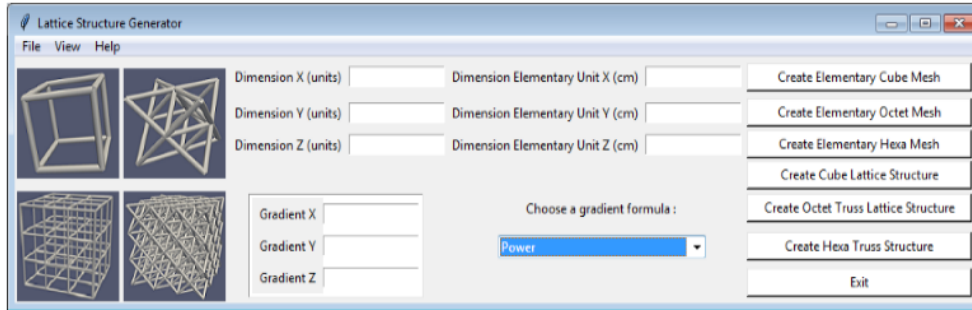 Lattice Structure Generator
File View Help
Dimension X (units) Dimension Elementary Unit X (cm) Create Elementary Cube Mesh
Dimension Y (units) Dimension Elementary Unit Y (cm) Create Elementary Octet Mesh
Dimension Z (units) Dimension Elementary Unit Z (cm) Create Elementary Hexa Mesh
Create Cube Lattice Structure
Gradient X Choose a gradient formula : Create Octet Truss Lattice Structure
Gradient Y Power Create Hexa Truss Structure
Gradient Z Exit